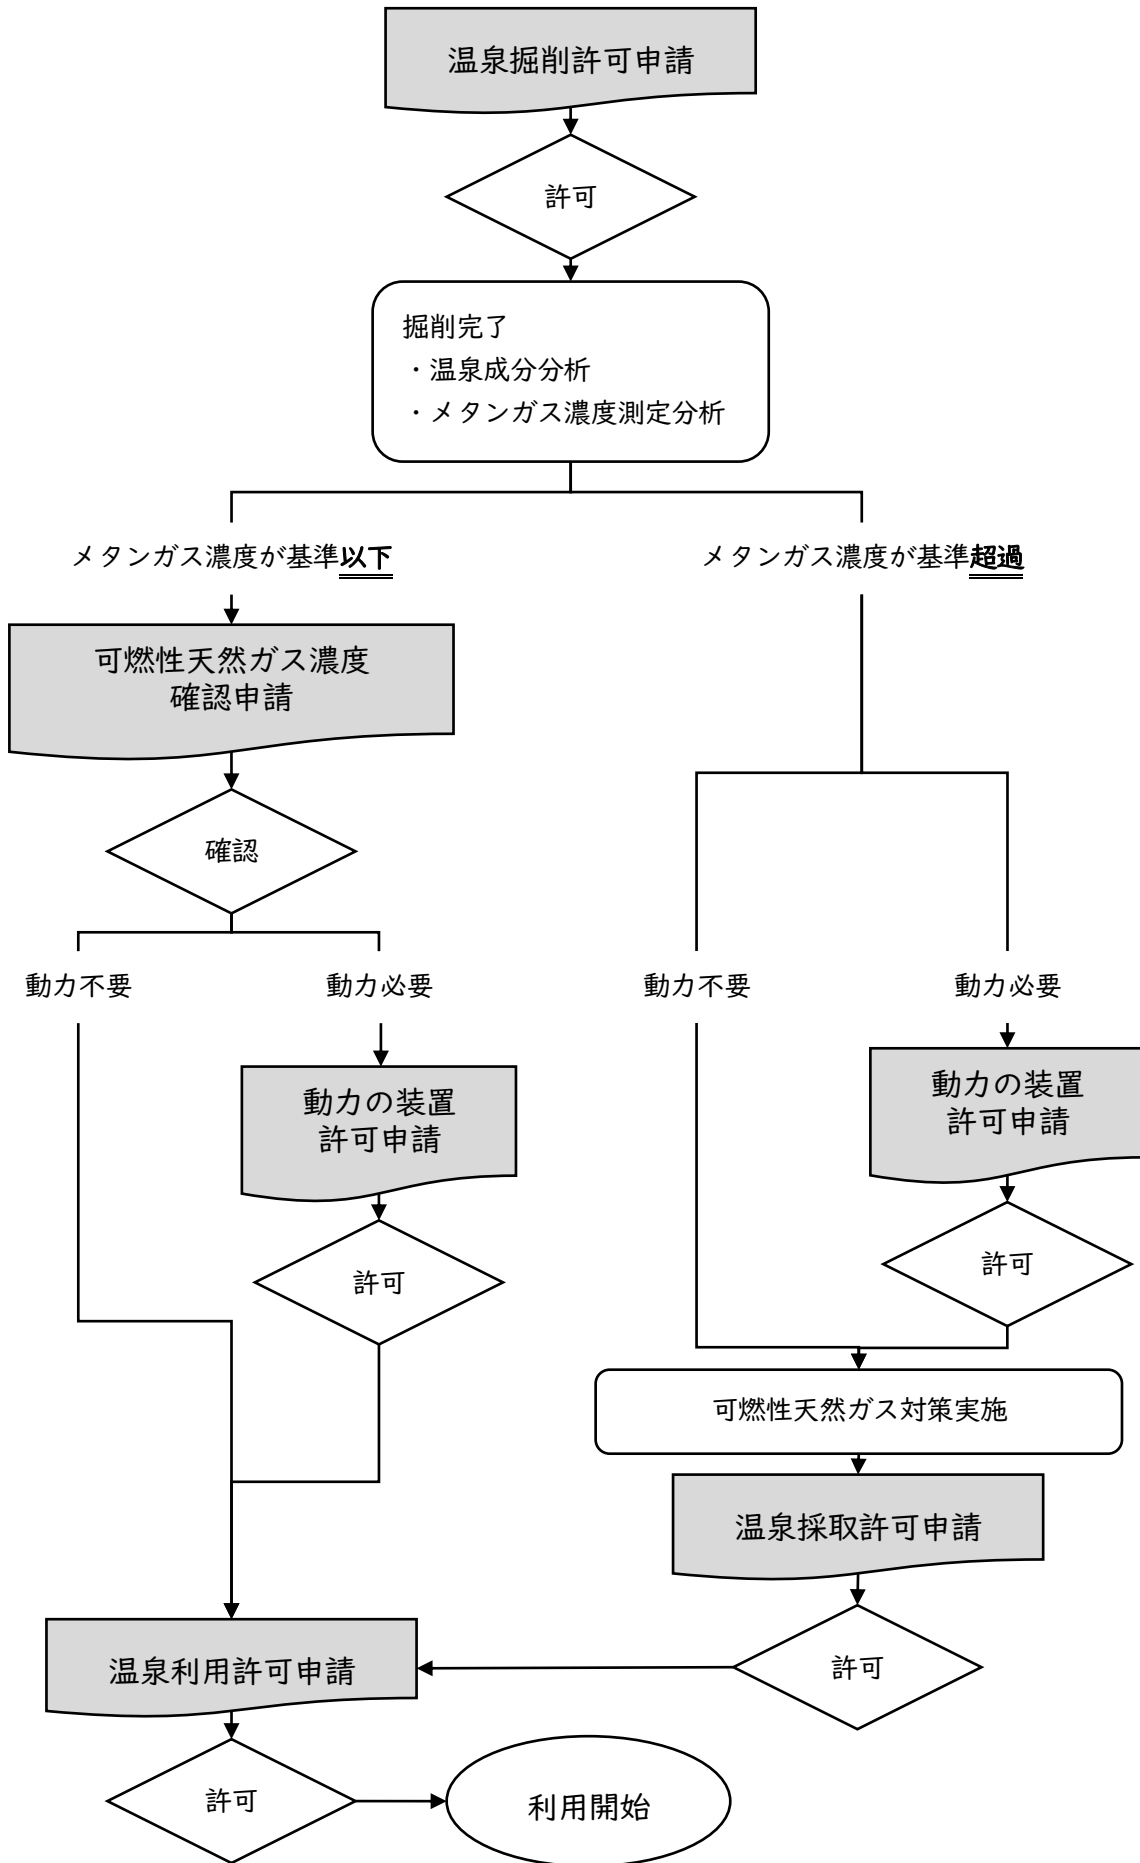 温泉掘削許可申請
許可
掘削完了
・温泉成分分析
・メタンガス濃度測定分析
メタンガス濃度が基準以下
メタンガス濃度が基準超過
可燃性天然ガス濃度
確認申請
確認
動力不要
動力必要
動力不要
動力必要
動力の装置
許可申請
動力の装置
許可申請
許可
許可
可燃性天然ガス対策実施
温泉採取許可申請
温泉利用許可申請
許可
許可
利用開始